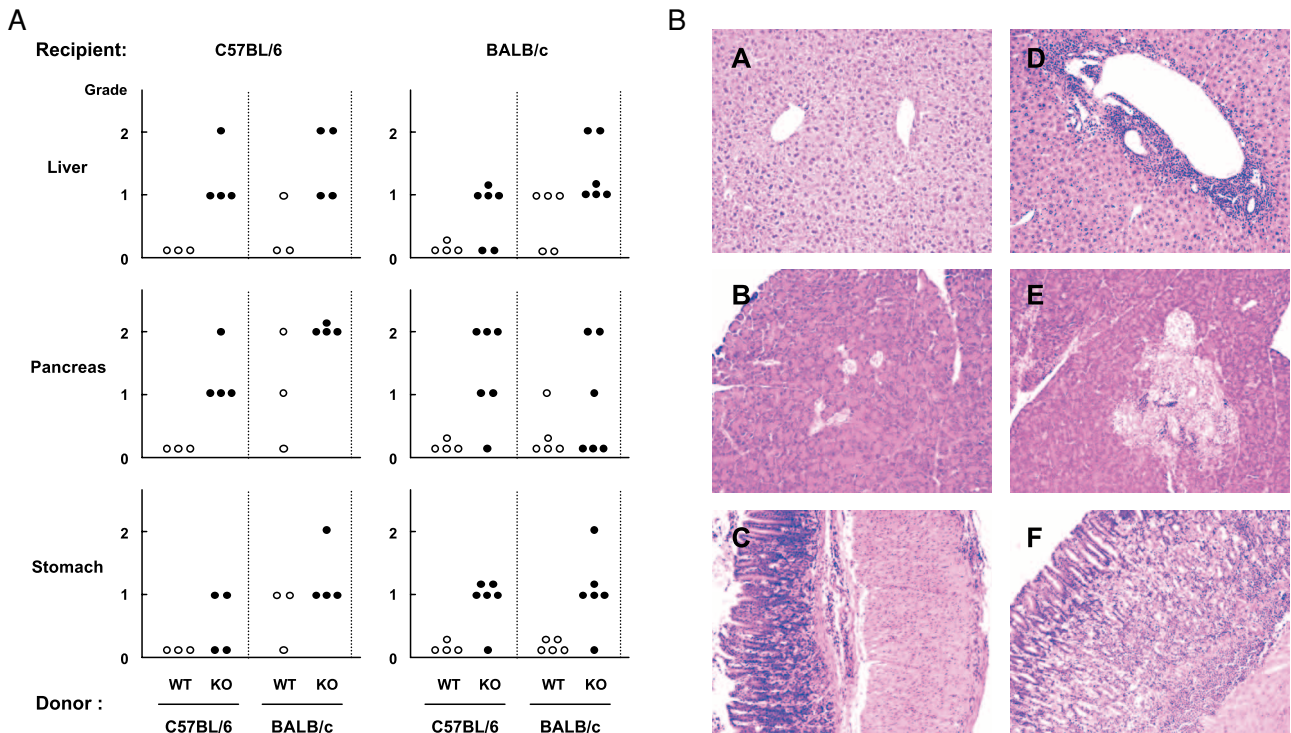 A
Recipient: C57BL/6 BALB/c
Grade
Liver
2
1
0
2
1
0
Pancreas
2
1
0
2
1
0
Stomach
2
1
0
2
1
0
WT KO WT KO WT KO WT KO
Donor :
C57BL/6 BALB/c C57BL/6 BALB/c
B
A D
B E
C F